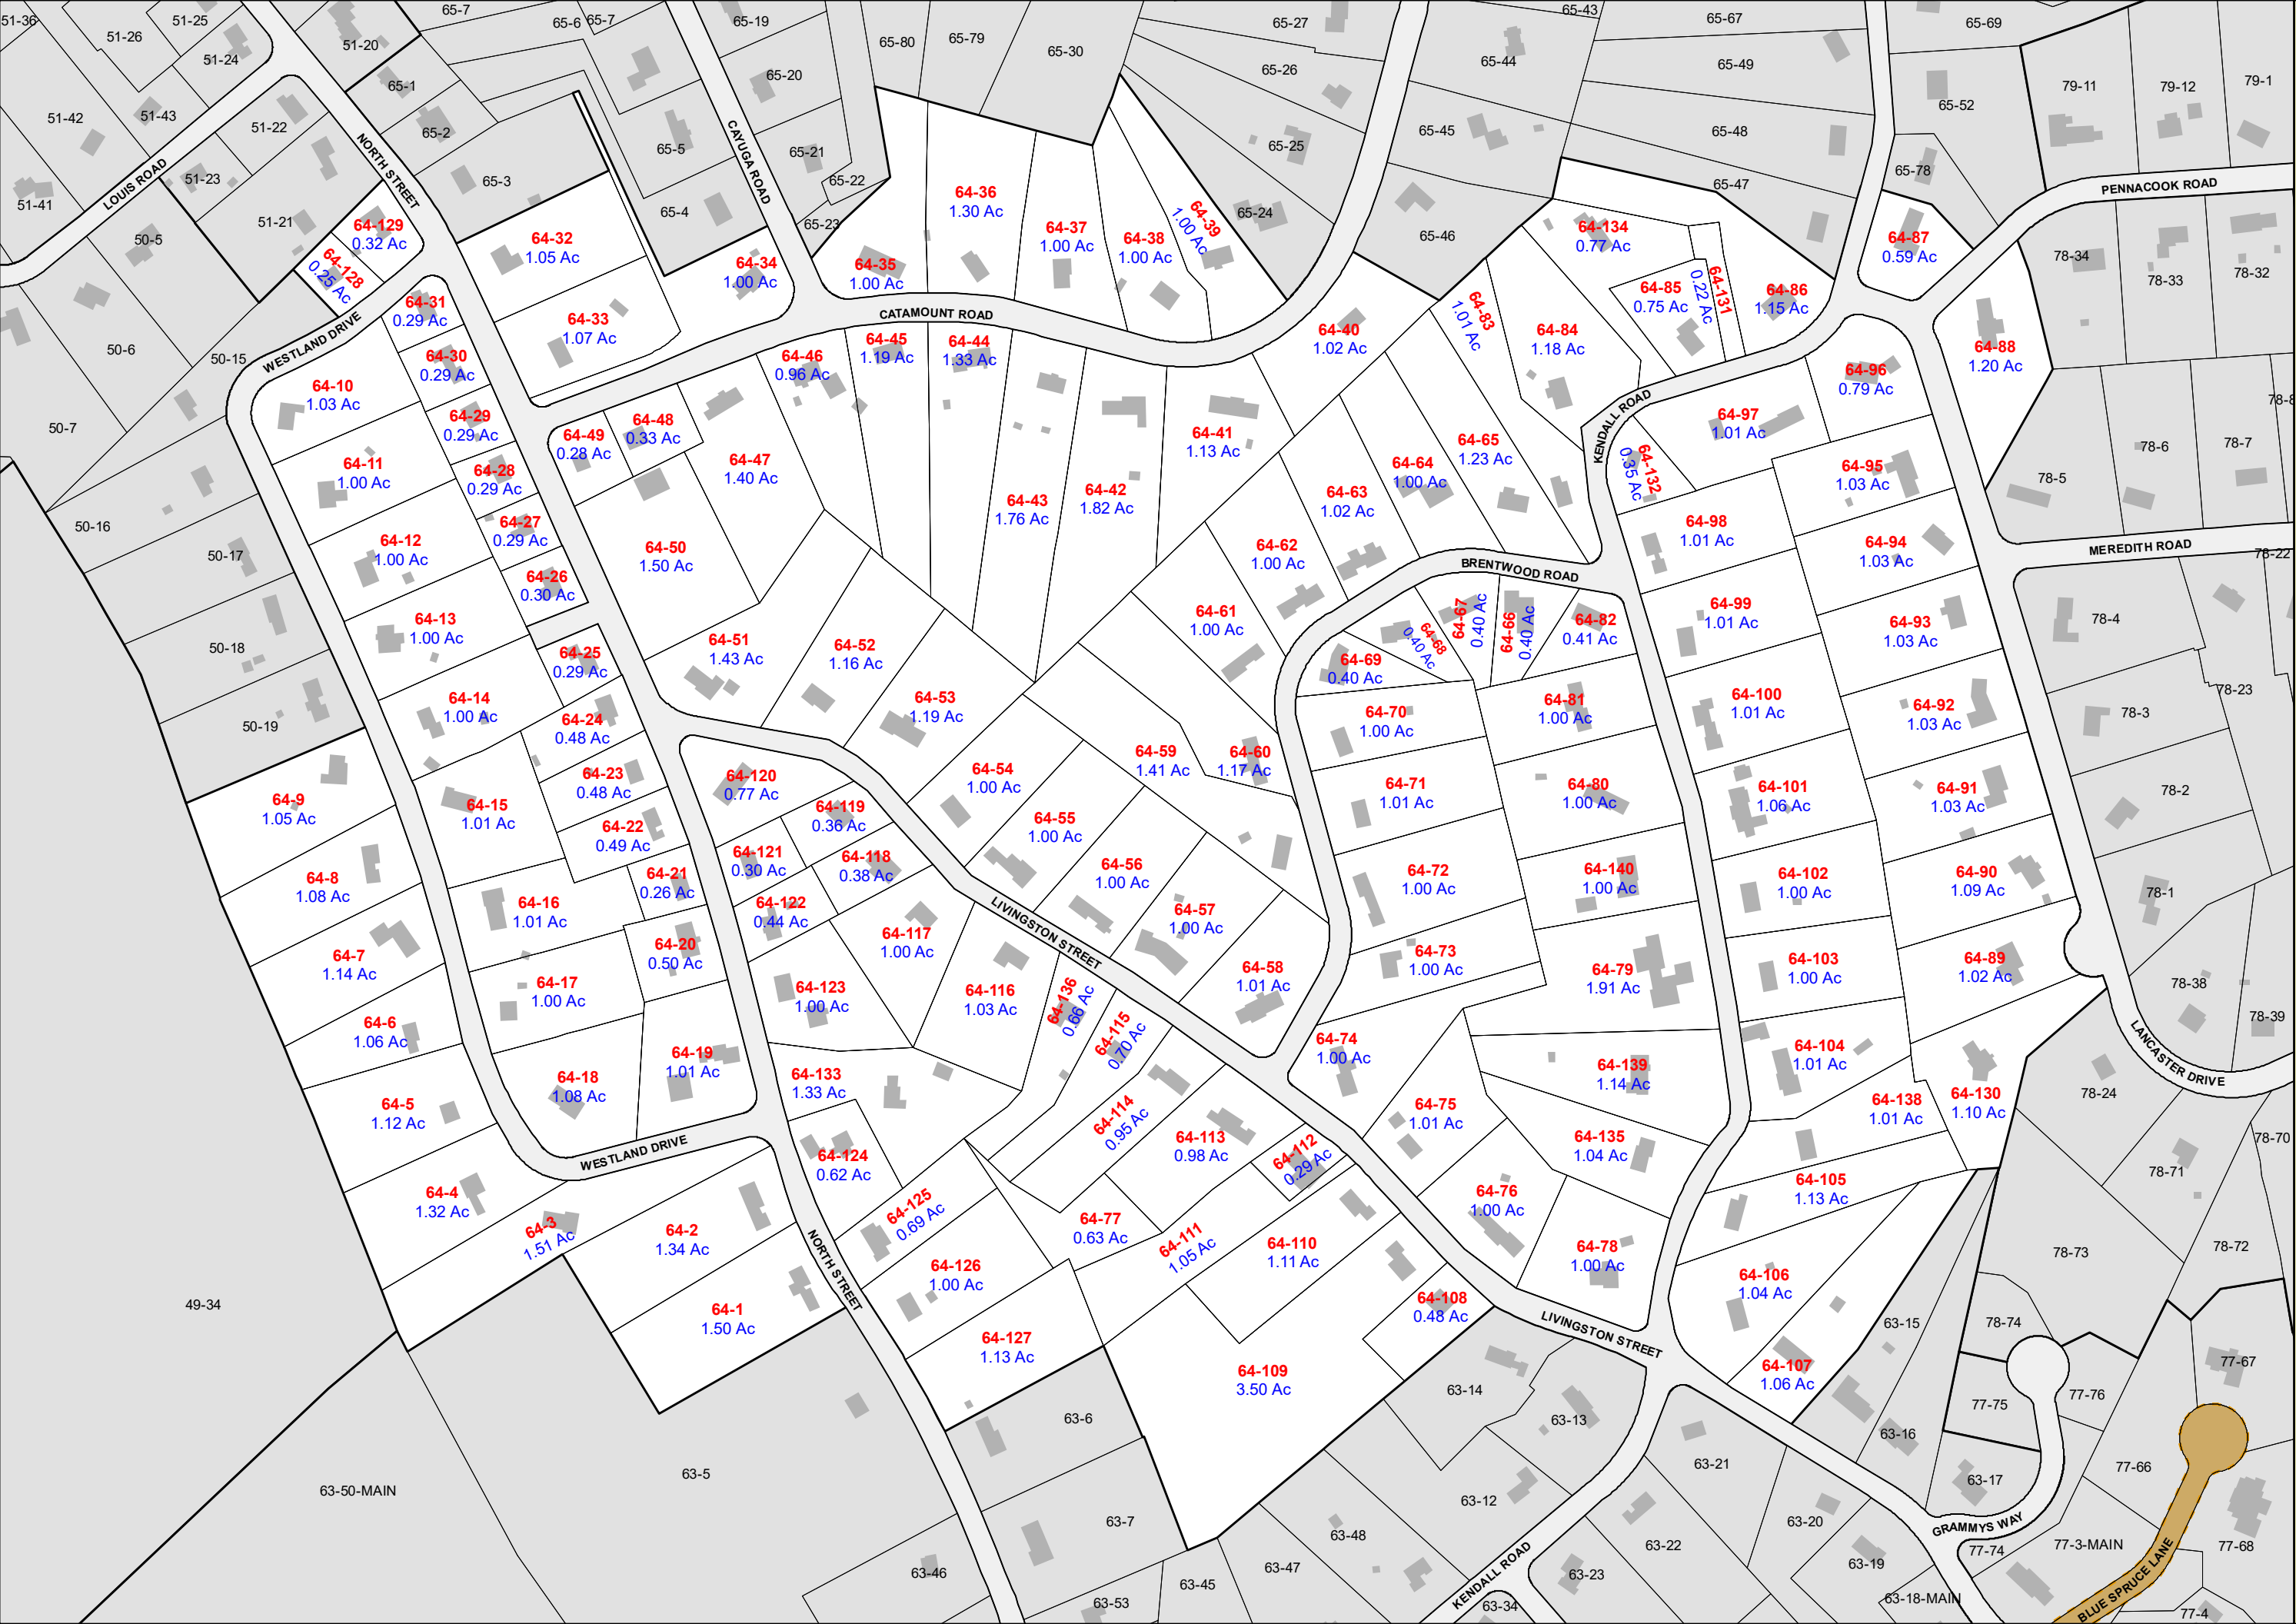 51-36
51-26
51-25
51-24
51-20
65-7
65-6
65-7
65-19
65-80
65-79
65-30
65-27
65-43
65-67
65-69
51-42
51-43
51-22
65-1
65-2
65-20
65-26
65-44
65-49
65-52
79-11
79-12
79-1
51-41
LOUIS ROAD
51-23
51-21
NORTH STREET
65-3
65-5
65-4
CAYUGA ROAD
65-21
65-22
65-23
65-25
65-24
65-45
65-46
65-48
65-47
65-78
PENNACOOK ROAD
50-5
50-6
50-15
50-7
64-129
0.32 Ac
64-128
0.25 Ac
64-32
1.05 Ac
64-33
1.07 Ac
64-34
1.00 Ac
64-35
1.00 Ac
64-36
1.30 Ac
64-37
1.00 Ac
64-38
1.00 Ac
64-39
1.00 Ac
64-134
0.77 Ac
64-87
0.59 Ac
78-34
78-33
78-32
64-31
0.29 Ac
WESTLAND DRIVE
CATAMOUNT ROAD
64-40
1.02 Ac
64-83
1.01 Ac
64-84
1.18 Ac
64-85
0.75 Ac
64-131
0.22 Ac
64-86
1.15 Ac
64-88
1.20 Ac
64-10
1.03 Ac
64-30
0.29 Ac
64-29
0.29 Ac
64-46
0.96 Ac
64-45
1.19 Ac
64-44
1.33 Ac
64-96
0.79 Ac
64-97
1.01 Ac
KENDALL ROAD
64-132
0.35 Ac
78-8
78-6
78-7
78-5
64-11
1.00 Ac
64-28
0.29 Ac
64-49
0.28 Ac
64-48
0.33 Ac
64-47
1.40 Ac
64-43
1.76 Ac
64-42
1.82 Ac
64-41
1.13 Ac
64-63
1.02 Ac
64-64
1.00 Ac
64-65
1.23 Ac
64-95
1.03 Ac
50-16
50-17
64-12
1.00 Ac
64-27
0.29 Ac
64-26
0.30 Ac
64-50
1.50 Ac
64-62
1.00 Ac
BRENTWOOD ROAD
64-98
1.01 Ac
64-94
1.03 Ac
MEREDITH ROAD
78-22
50-18
50-19
64-13
1.00 Ac
64-25
0.29 Ac
64-51
1.43 Ac
64-52
1.16 Ac
64-61
1.00 Ac
64-69
0.40 Ac
64-68
0.40 Ac
64-67
0.40 Ac
64-66
0.40 Ac
64-82
0.41 Ac
64-99
1.01 Ac
64-93
1.03 Ac
78-4
64-14
1.00 Ac
64-24
0.48 Ac
64-53
1.19 Ac
64-70
1.00 Ac
64-81
1.00 Ac
64-100
1.01 Ac
64-92
1.03 Ac
78-3
78-23
64-9
1.05 Ac
64-15
1.01 Ac
64-23
0.48 Ac
64-22
0.49 Ac
64-120
0.77 Ac
64-119
0.36 Ac
64-54
1.00 Ac
64-59
1.41 Ac
64-60
1.17 Ac
64-71
1.01 Ac
64-80
1.00 Ac
64-101
1.06 Ac
64-91
1.03 Ac
78-2
64-8
1.08 Ac
64-16
1.01 Ac
64-21
0.26 Ac
64-121
0.30 Ac
64-118
0.38 Ac
64-55
1.00 Ac
64-56
1.00 Ac
64-72
1.00 Ac
64-140
1.00 Ac
64-102
1.00 Ac
64-90
1.09 Ac
78-1
64-7
1.14 Ac
64-17
1.00 Ac
64-20
0.50 Ac
64-122
0.44 Ac
64-117
1.00 Ac
LIVINGSTON STREET
64-57
1.00 Ac
64-58
1.01 Ac
64-73
1.00 Ac
64-79
1.91 Ac
64-103
1.00 Ac
64-89
1.02 Ac
78-38
78-39
64-6
1.06 Ac
64-18
1.08 Ac
64-19
1.01 Ac
64-123
1.00 Ac
64-116
1.03 Ac
64-136
0.66 Ac
64-115
0.70 Ac
64-74
1.00 Ac
64-139
1.14 Ac
64-104
1.01 Ac
LANCASTER DRIVE
78-24
64-5
1.12 Ac
WESTLAND DRIVE
64-133
1.33 Ac
64-124
0.62 Ac
64-114
0.95 Ac
64-113
0.98 Ac
64-112
0.29 Ac
64-75
1.01 Ac
64-135
1.04 Ac
64-138
1.01 Ac
64-130
1.10 Ac
78-70
78-71
64-4
1.32 Ac
64-3
1.51 Ac
64-2
1.34 Ac
64-125
0.69 Ac
64-77
0.63 Ac
64-111
1.05 Ac
64-110
1.11 Ac
64-76
1.00 Ac
64-78
1.00 Ac
64-105
1.13 Ac
64-106
1.04 Ac
78-73
78-72
49-34
64-1
1.50 Ac
NORTH STREET
64-126
1.00 Ac
64-127
1.13 Ac
64-109
3.50 Ac
64-108
0.48 Ac
LIVINGSTON STREET
64-107
1.06 Ac
63-15
78-74
77-67
63-50-MAIN
63-5
63-6
63-14
63-13
63-16
77-75
77-76
63-7
63-12
63-21
63-17
77-66
63-46
63-53
63-45
63-47
63-48
KENDALL ROAD
63-34
63-23
63-22
63-20
63-19
63-18-MAIN
GRAMMYS WAY
77-74
77-3-MAIN
BLUE SPRUCE LANE
77-68
77-4